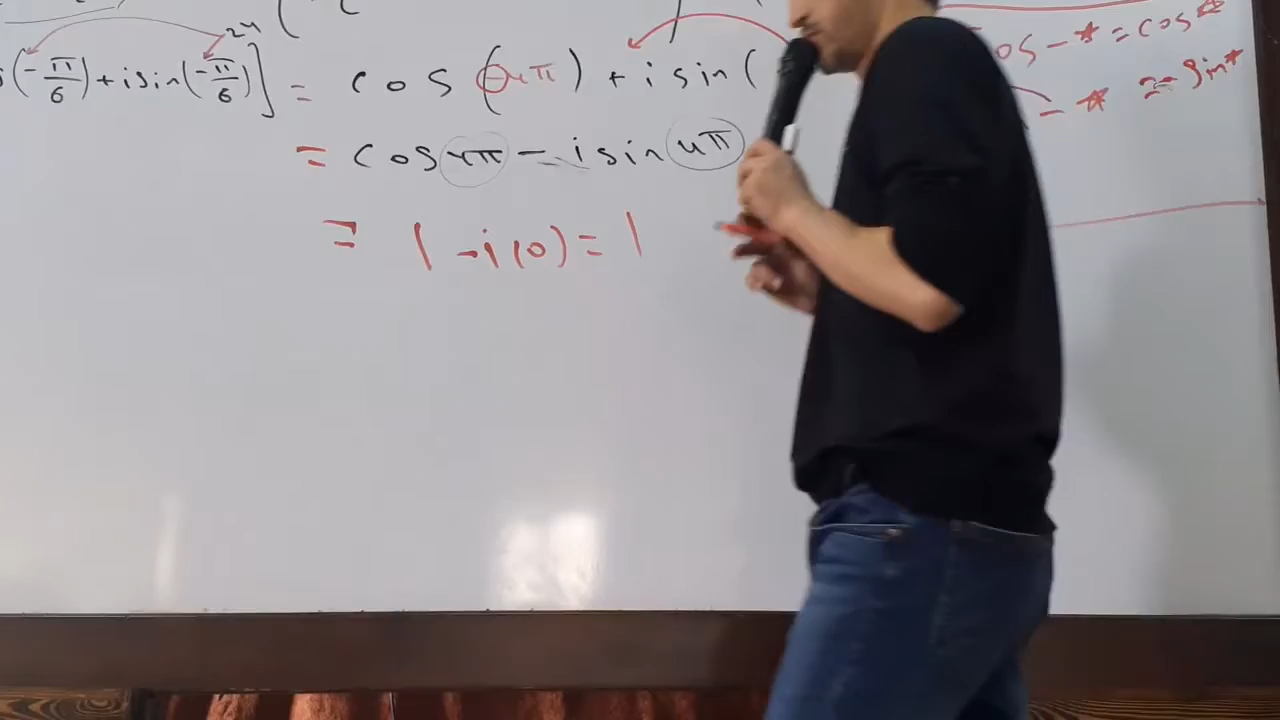 (-π/6) + i sin(-π/6)]²⁴ = cos(-4π) + i sin(
= cos 4π - i sin 4π
= 1 - i(0) = 1
cos - * = cos *
- * = - sin *